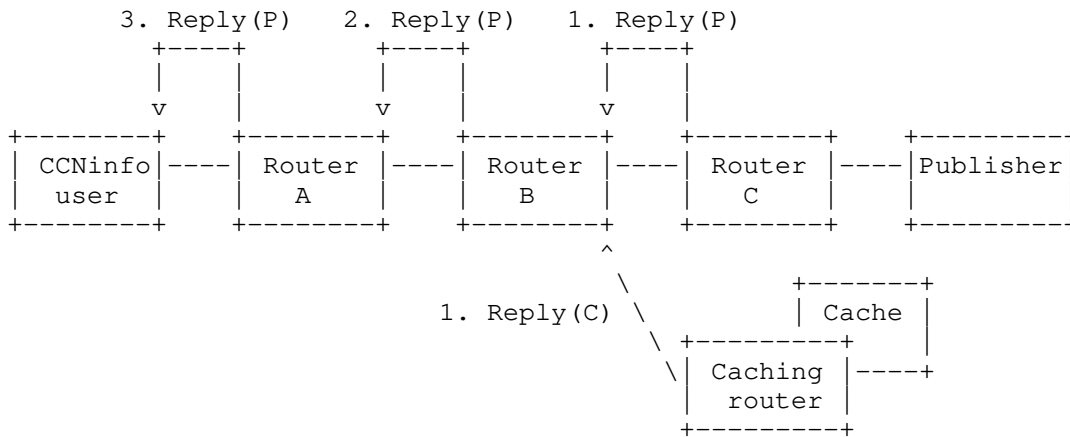 3. Reply(P) 2. Reply(P) 1. Reply(P)
CCNinfo Router Router Router Publisher
user A B C
1. Reply(C) Cache
Caching
router